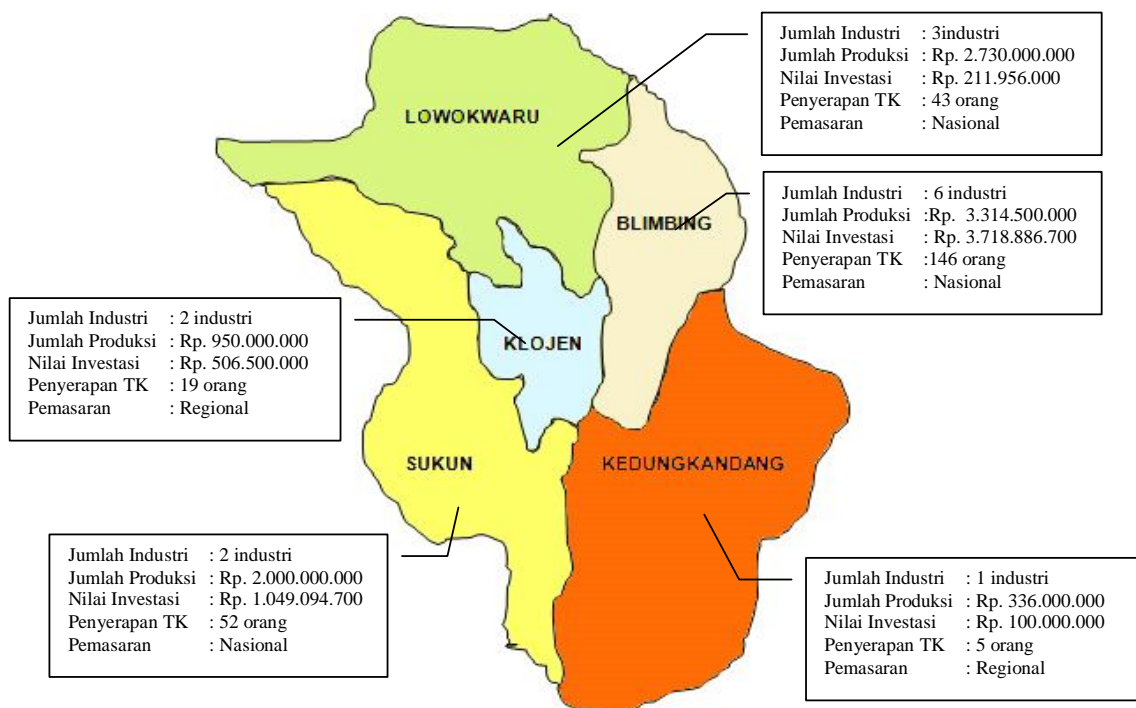 Jumlah Industri : 3industri
Jumlah Produksi : Rp. 2.730.000.000
Nilai Investasi : Rp. 211.956.000
Penyerapan TK : 43 orang
Pemasaran : Nasional
LOWOKWARU
Jumlah Industri : 6 industri
Jumlah Produksi :Rp. 3.314.500.000
Nilai Investasi : Rp. 3.718.886.700
Penyerapan TK :146 orang
Pemasaran : Nasional
BLIMBING
Jumlah Industri : 2 industri
Jumlah Produksi : Rp. 950.000.000
Nilai Investasi : Rp. 506.500.000
Penyerapan TK : 19 orang
Pemasaran : Regional
KLOJEN
SUKUN
KEDUNGKANDANG
Jumlah Industri : 2 industri
Jumlah Produksi : Rp. 2.000.000.000
Nilai Investasi : Rp. 1.049.094.700
Penyerapan TK : 52 orang
Pemasaran : Nasional
Jumlah Industri : 1 industri
Jumlah Produksi : Rp. 336.000.000
Nilai Investasi : Rp. 100.000.000
Penyerapan TK : 5 orang
Pemasaran : Regional